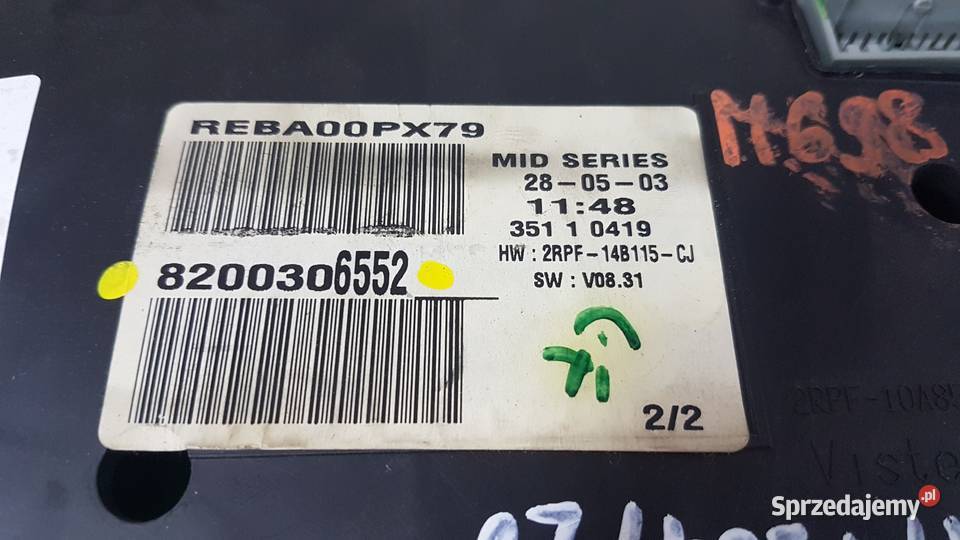 REBA00PX79
MID SERIES
28-05-03
11:48
351 1 0419
HW : 2RPF-14B115-CJ
SW : V08.31
8200306552
2/2
M698
Sprzedajemy.pl